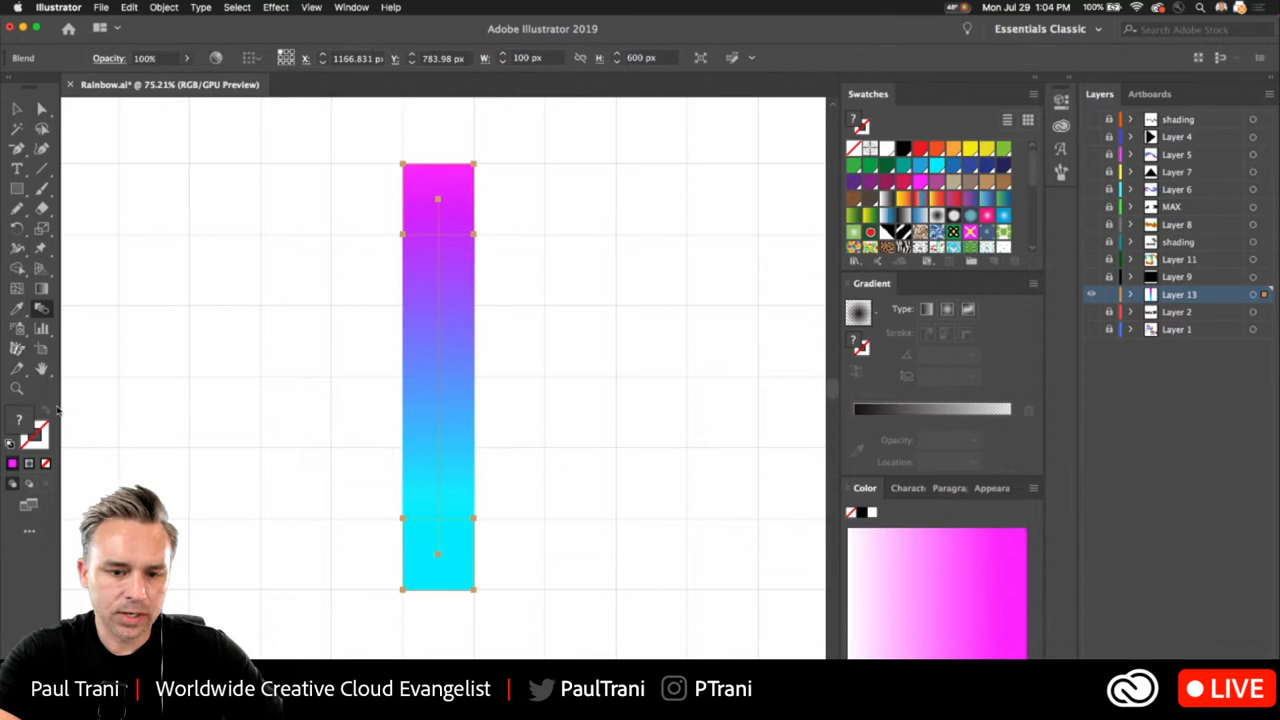 Illustrator File Edit Object Type Select Effect View Window Help
48° Mon Jul 29 1:04 PM 100%
Adobe Illustrator 2019
Essentials Classic
Search Adobe Stock
Blend Opacity: 100% X: 1166.831 px Y: 783.98 px W: 100 px H: 600 px
× Rainbow.ai* @ 75.21% (RGB/GPU Preview)
Swatches
Layers Artboards
shading
Layer 4
Layer 5
Layer 7
Layer 6
MAX
Layer 8
shading
Layer 11
Layer 9
Layer 13
Layer 2
Layer 1
Gradient
Type:
Stroke:
Opacity:
Location:
Color Charact Paragra Appeara
Paul Trani | Worldwide Creative Cloud Evangelist | PaulTrani PTrani
LIVE